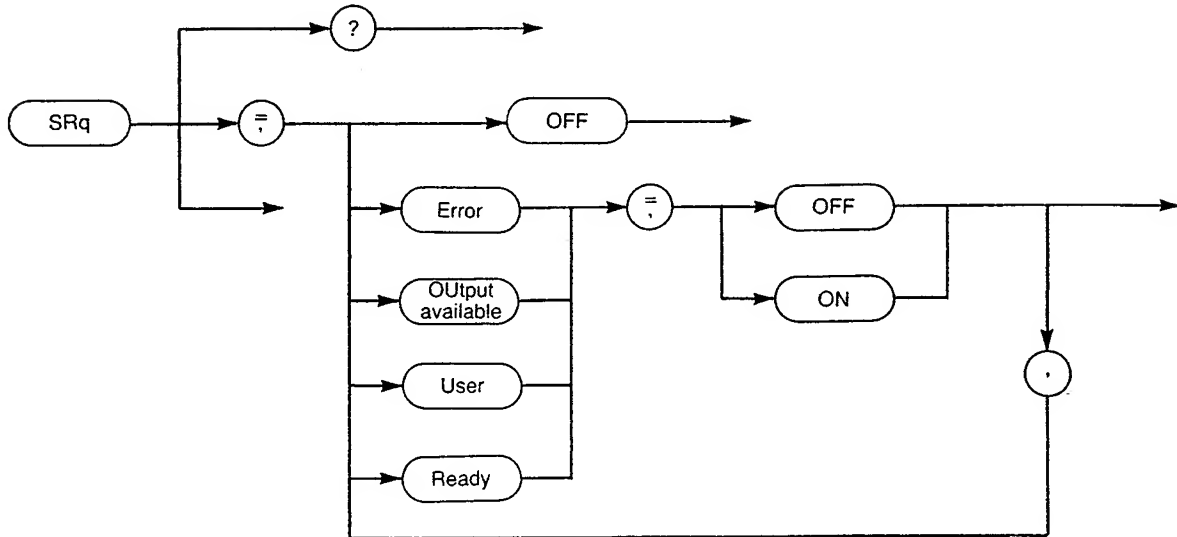 ?
SRq
=
,
OFF
Error
=
,
OFF
OUtput
available
ON
User
,
Ready